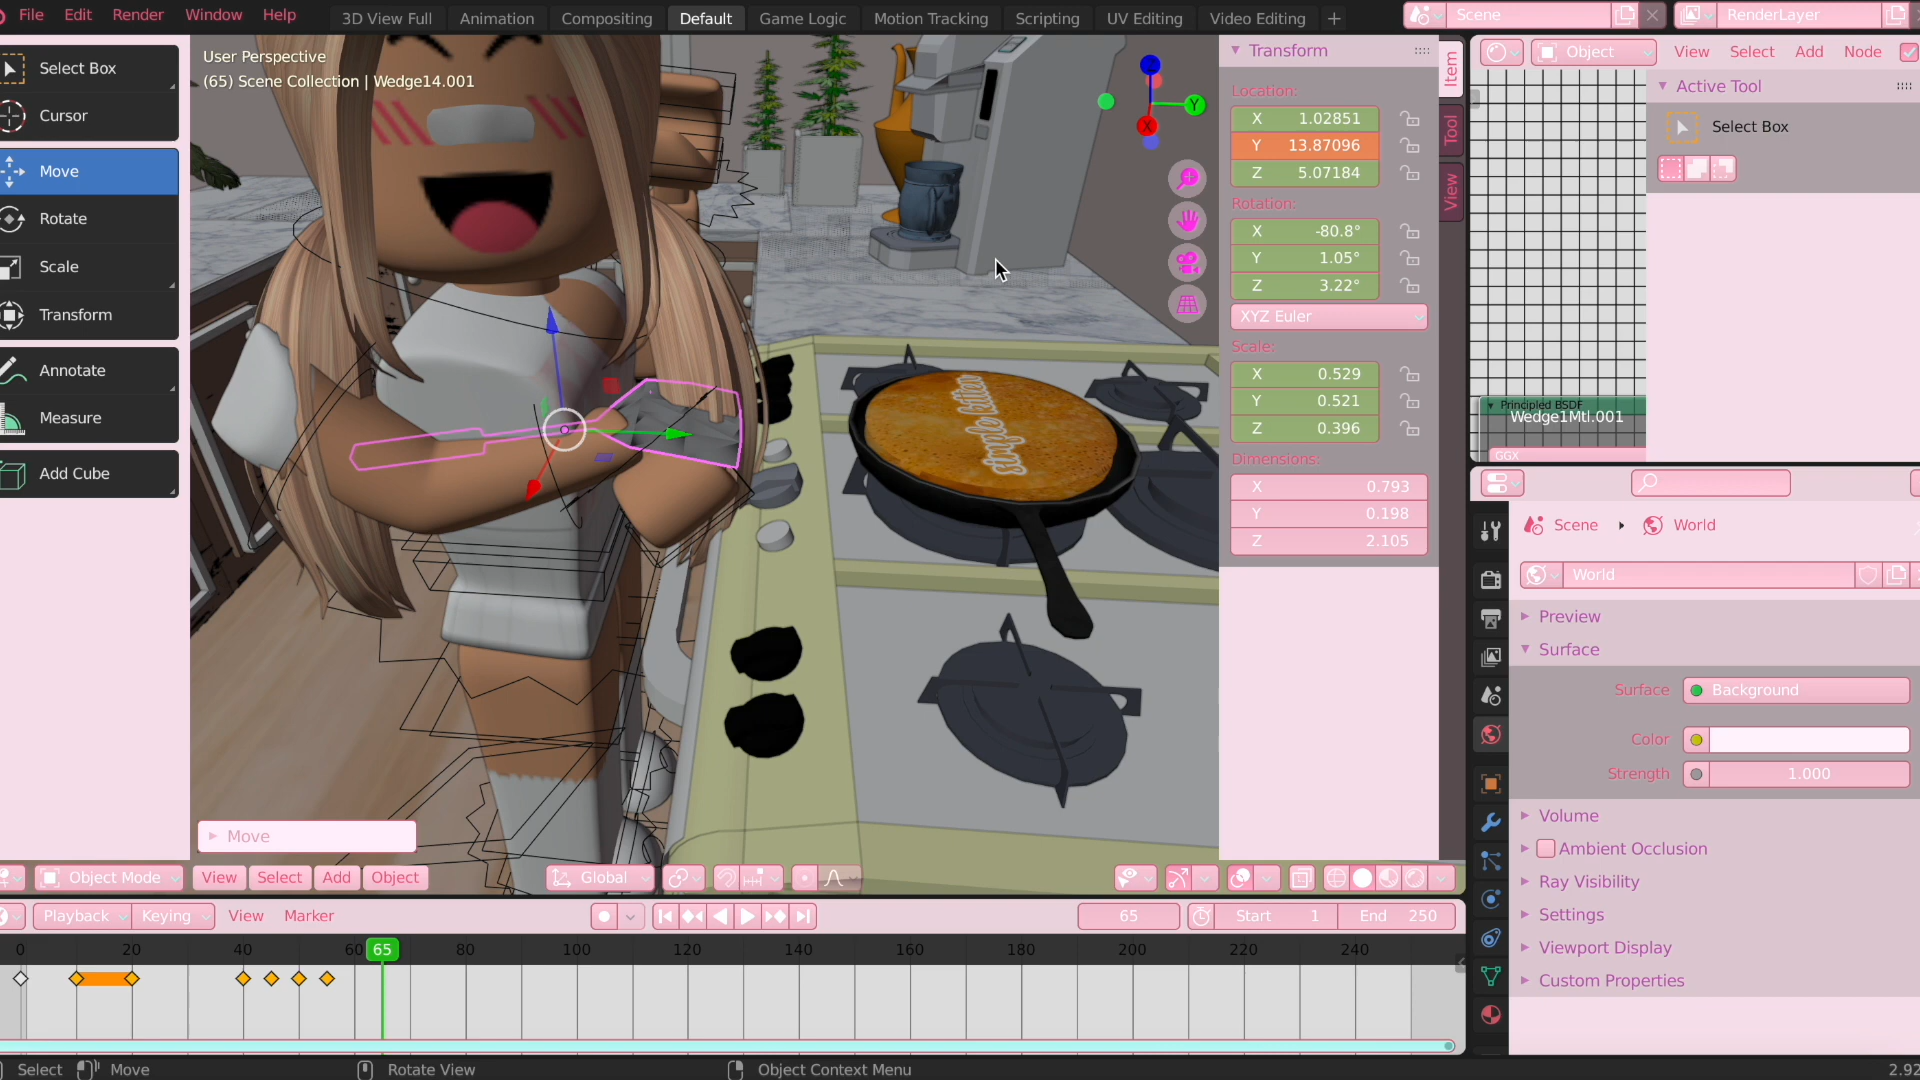 File Edit Render Window Help 3D View Full Animation Compositing Default Game Logic Motion Tracking Scripting UV Editing Video Editing + Scene RenderLayer
Select Box
Cursor
Move
Rotate
Scale
Transform
Annotate
Measure
Add Cube
User Perspective
(65) Scene Collection | Wedge14.001
Y
X
simple kitten
Transform
Location:
X 1.02851
Y 13.87096
Z 5.07184
Rotation:
X -80.8°
Y 1.05°
Z 3.22°
XYZ Euler
Scale:
X 0.529
Y 0.521
Z 0.396
Dimensions:
X 0.793
Y 0.198
Z 2.105
Item
Tool
View
Object View Select Add Node
Active Tool
Select Box
Principled BSDF
Wedge1Mtl.001
GGX
Scene World
World
Preview
Surface
Surface Background
Color
Strength 1.000
Volume
Ambient Occlusion
Ray Visibility
Settings
Viewport Display
Custom Properties
Move
Object Mode View Select Add Object Global
Playback Keying View Marker 65 Start 1 End 250
0 20 40 60 65 80 100 120 140 160 180 200 220 240
Select Move Rotate View Object Context Menu 2.92